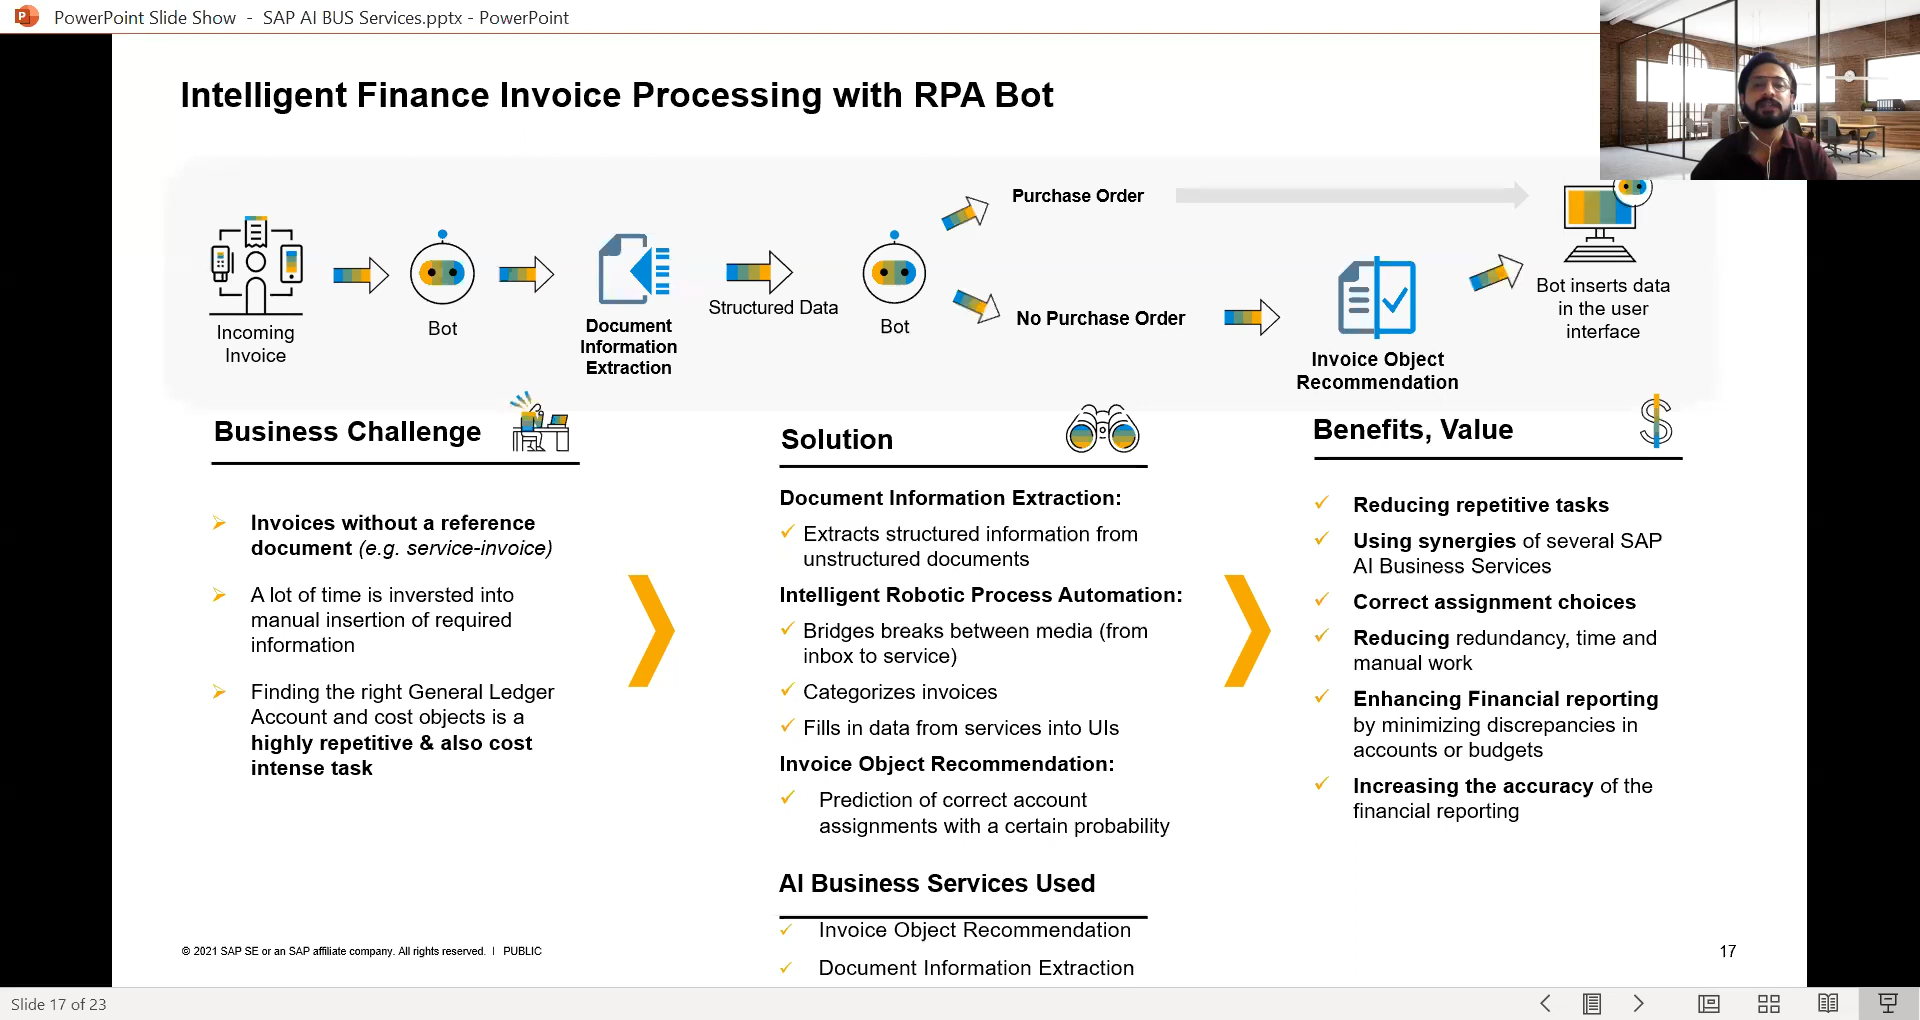 PowerPoint Slide Show - SAP AI BUS Services.pptx - PowerPoint
Intelligent Finance Invoice Processing with RPA Bot
Incoming
Invoice
Bot
Document
Information
Extraction
Structured Data
Bot
Purchase Order
No Purchase Order
Invoice Object
Recommendation
Bot inserts data
in the user
interface
Business Challenge
Invoices without a reference
document (e.g. service-invoice)
A lot of time is inversted into
manual insertion of required
information
Finding the right General Ledger
Account and cost objects is a
highly repetitive & also cost
intense task
Solution
Document Information Extraction:
Extracts structured information from
unstructured documents
Intelligent Robotic Process Automation:
Bridges breaks between media (from
inbox to service)
Categorizes invoices
Fills in data from services into UIs
Invoice Object Recommendation:
Prediction of correct account
assignments with a certain probability
AI Business Services Used
Invoice Object Recommendation
Document Information Extraction
Benefits, Value
Reducing repetitive tasks
Using synergies of several SAP
AI Business Services
Correct assignment choices
Reducing redundancy, time and
manual work
Enhancing Financial reporting
by minimizing discrepancies in
accounts or budgets
Increasing the accuracy of the
financial reporting
© 2021 SAP SE or an SAP affiliate company. All rights reserved. | PUBLIC
17
Slide 17 of 23